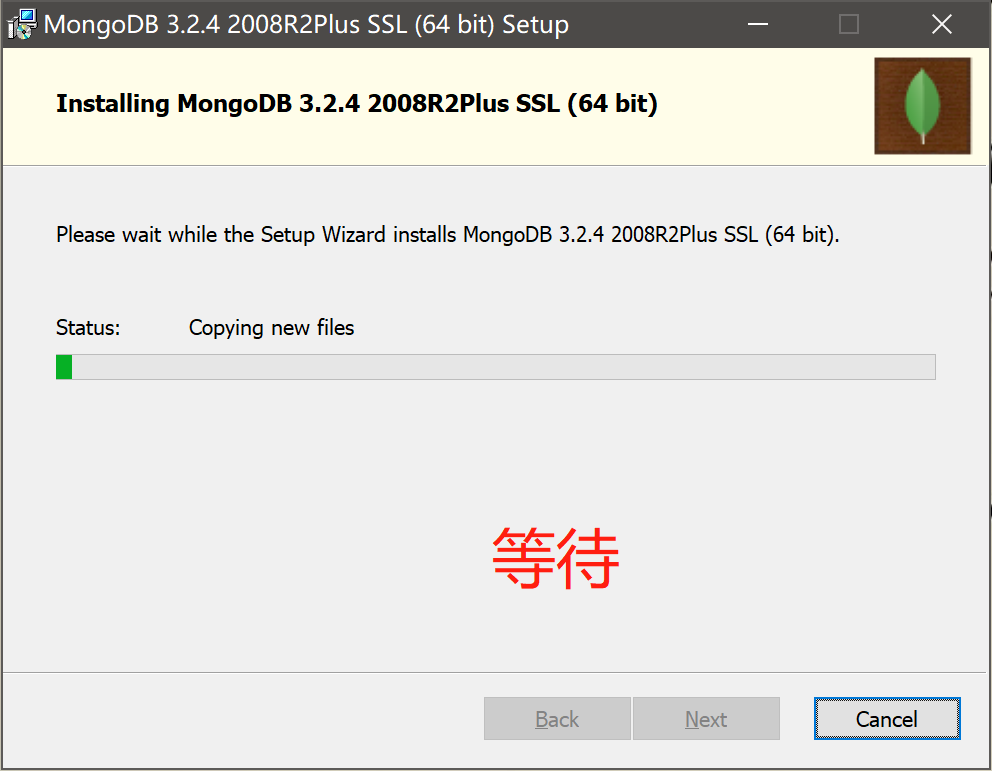 MongoDB 3.2.4 2008R2Plus SSL (64 bit) Setup
Installing MongoDB 3.2.4 2008R2Plus SSL (64 bit)
Please wait while the Setup Wizard installs MongoDB 3.2.4 2008R2Plus SSL (64 bit).
Status: Copying new files
等待
Back Next Cancel